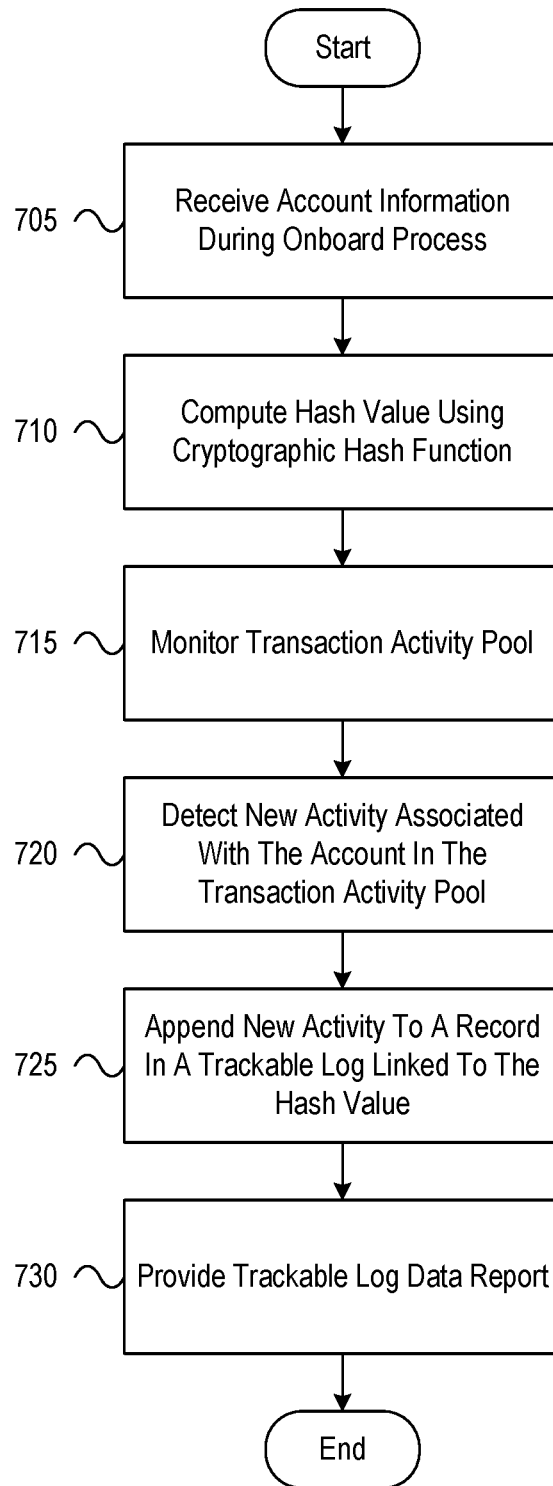 Start
705
Receive Account Information
During Onboard Process
710
Compute Hash Value Using
Cryptographic Hash Function
715
Monitor Transaction Activity Pool
720
Detect New Activity Associated
With The Account In The
Transaction Activity Pool
725
Append New Activity To A Record
In A Trackable Log Linked To The
Hash Value
730
Provide Trackable Log Data Report
End